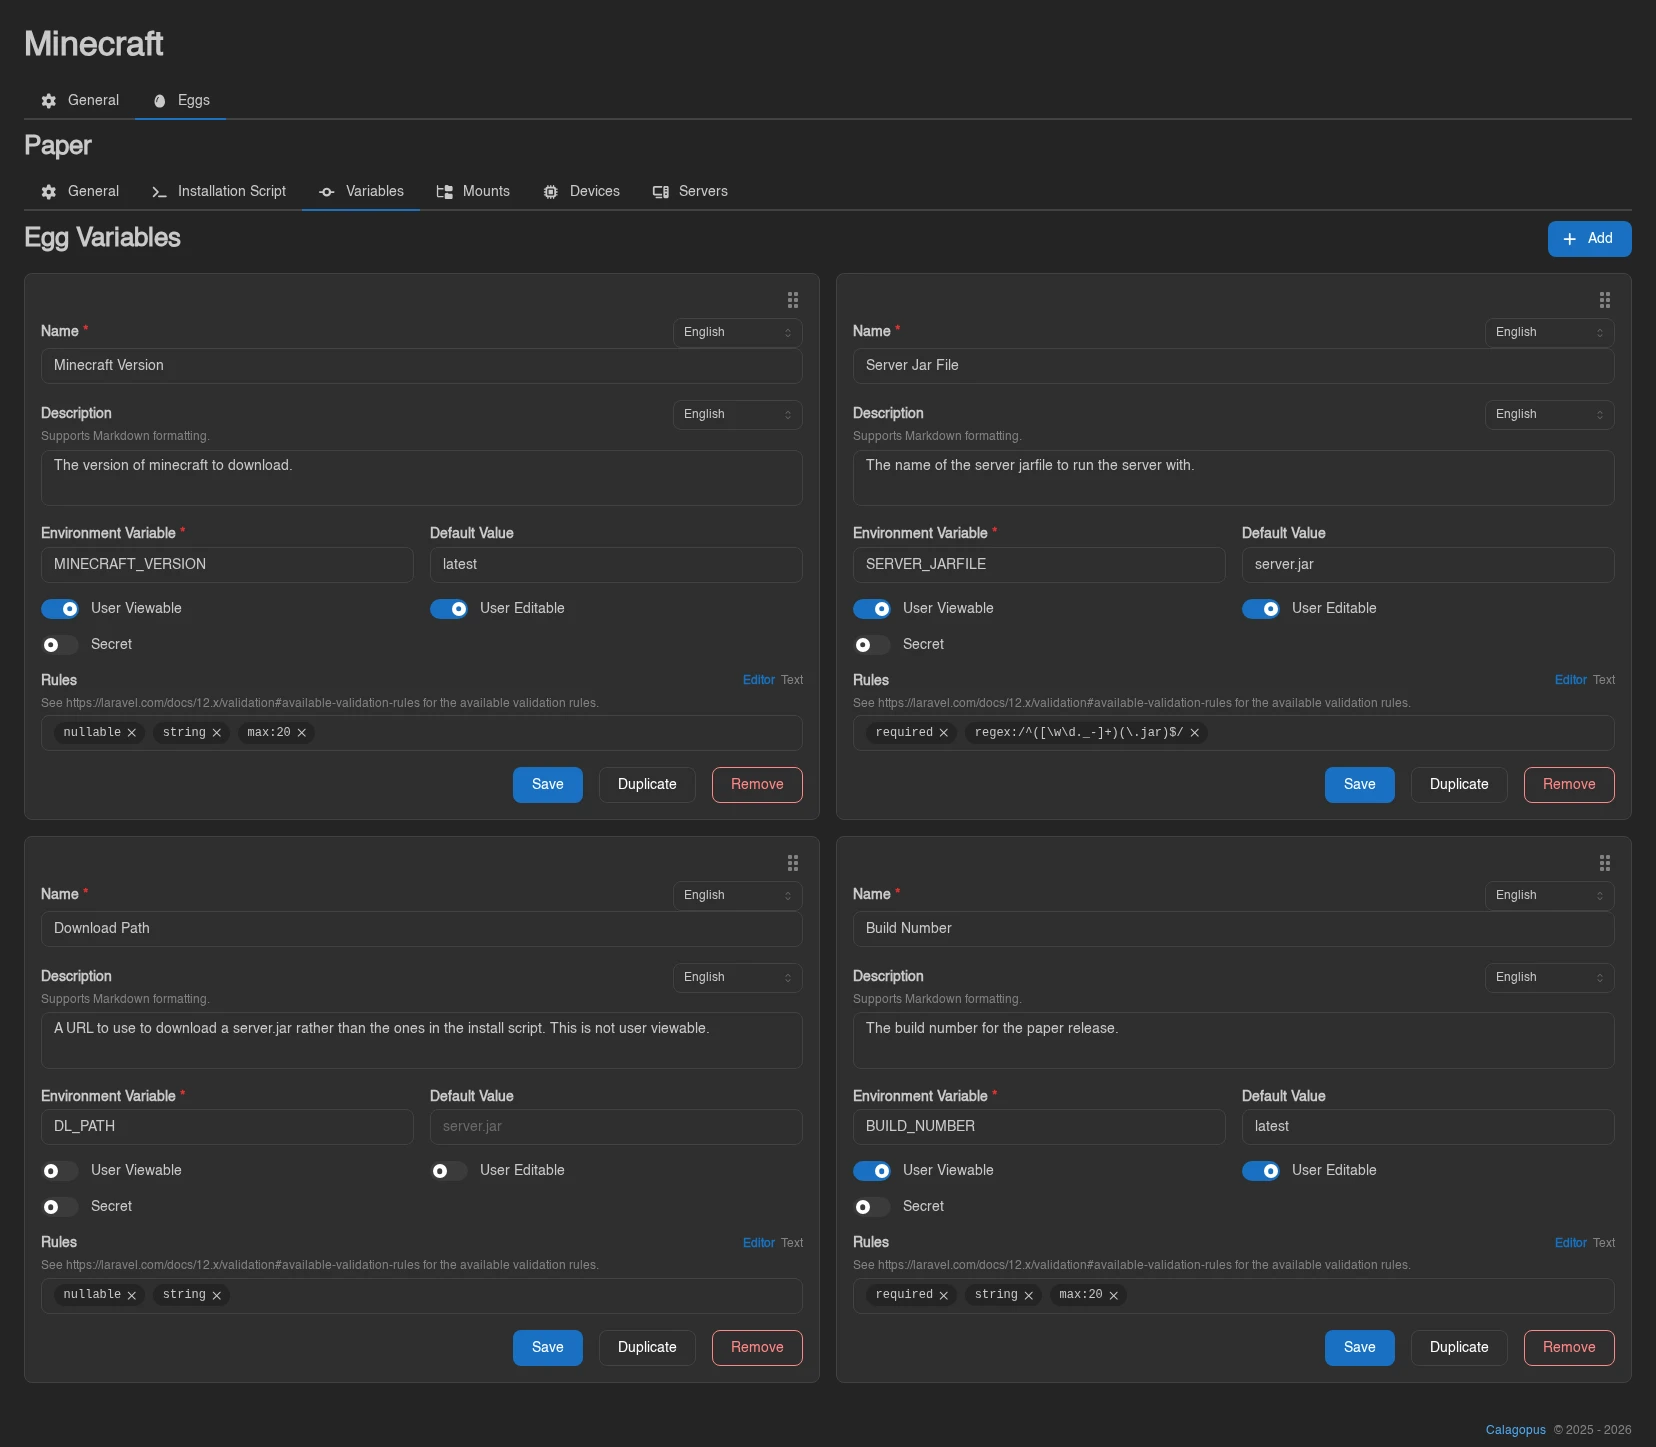 Minecraft
General Eggs
Paper
General Installation Script Variables Mounts Devices Servers
Egg Variables
Add
Name * English
Minecraft Version
Description English
Supports Markdown formatting.
The version of minecraft to download.
Environment Variable * Default Value
MINECRAFT_VERSION latest
User Viewable User Editable
Secret
Rules Editor Text
See https://laravel.com/docs/12.x/validation#available-validation-rules for the available validation rules.
nullable string max:20
Save Duplicate Remove
Name * English
Server Jar File
Description English
Supports Markdown formatting.
The name of the server jarfile to run the server with.
Environment Variable * Default Value
SERVER_JARFILE server.jar
User Viewable User Editable
Secret
Rules Editor Text
See https://laravel.com/docs/12.x/validation#available-validation-rules for the available validation rules.
required regex:/^([\w\d._-]+)(\.jar)$/
Save Duplicate Remove
Name * English
Download Path
Description English
Supports Markdown formatting.
A URL to use to download a server.jar rather than the ones in the install script. This is not user viewable.
Environment Variable * Default Value
DL_PATH server.jar
User Viewable User Editable
Secret
Rules Editor Text
See https://laravel.com/docs/12.x/validation#available-validation-rules for the available validation rules.
nullable string
Save Duplicate Remove
Name * English
Build Number
Description English
Supports Markdown formatting.
The build number for the paper release.
Environment Variable * Default Value
BUILD_NUMBER latest
User Viewable User Editable
Secret
Rules Editor Text
See https://laravel.com/docs/12.x/validation#available-validation-rules for the available validation rules.
required string max:20
Save Duplicate Remove
Calagopus © 2025 - 2026